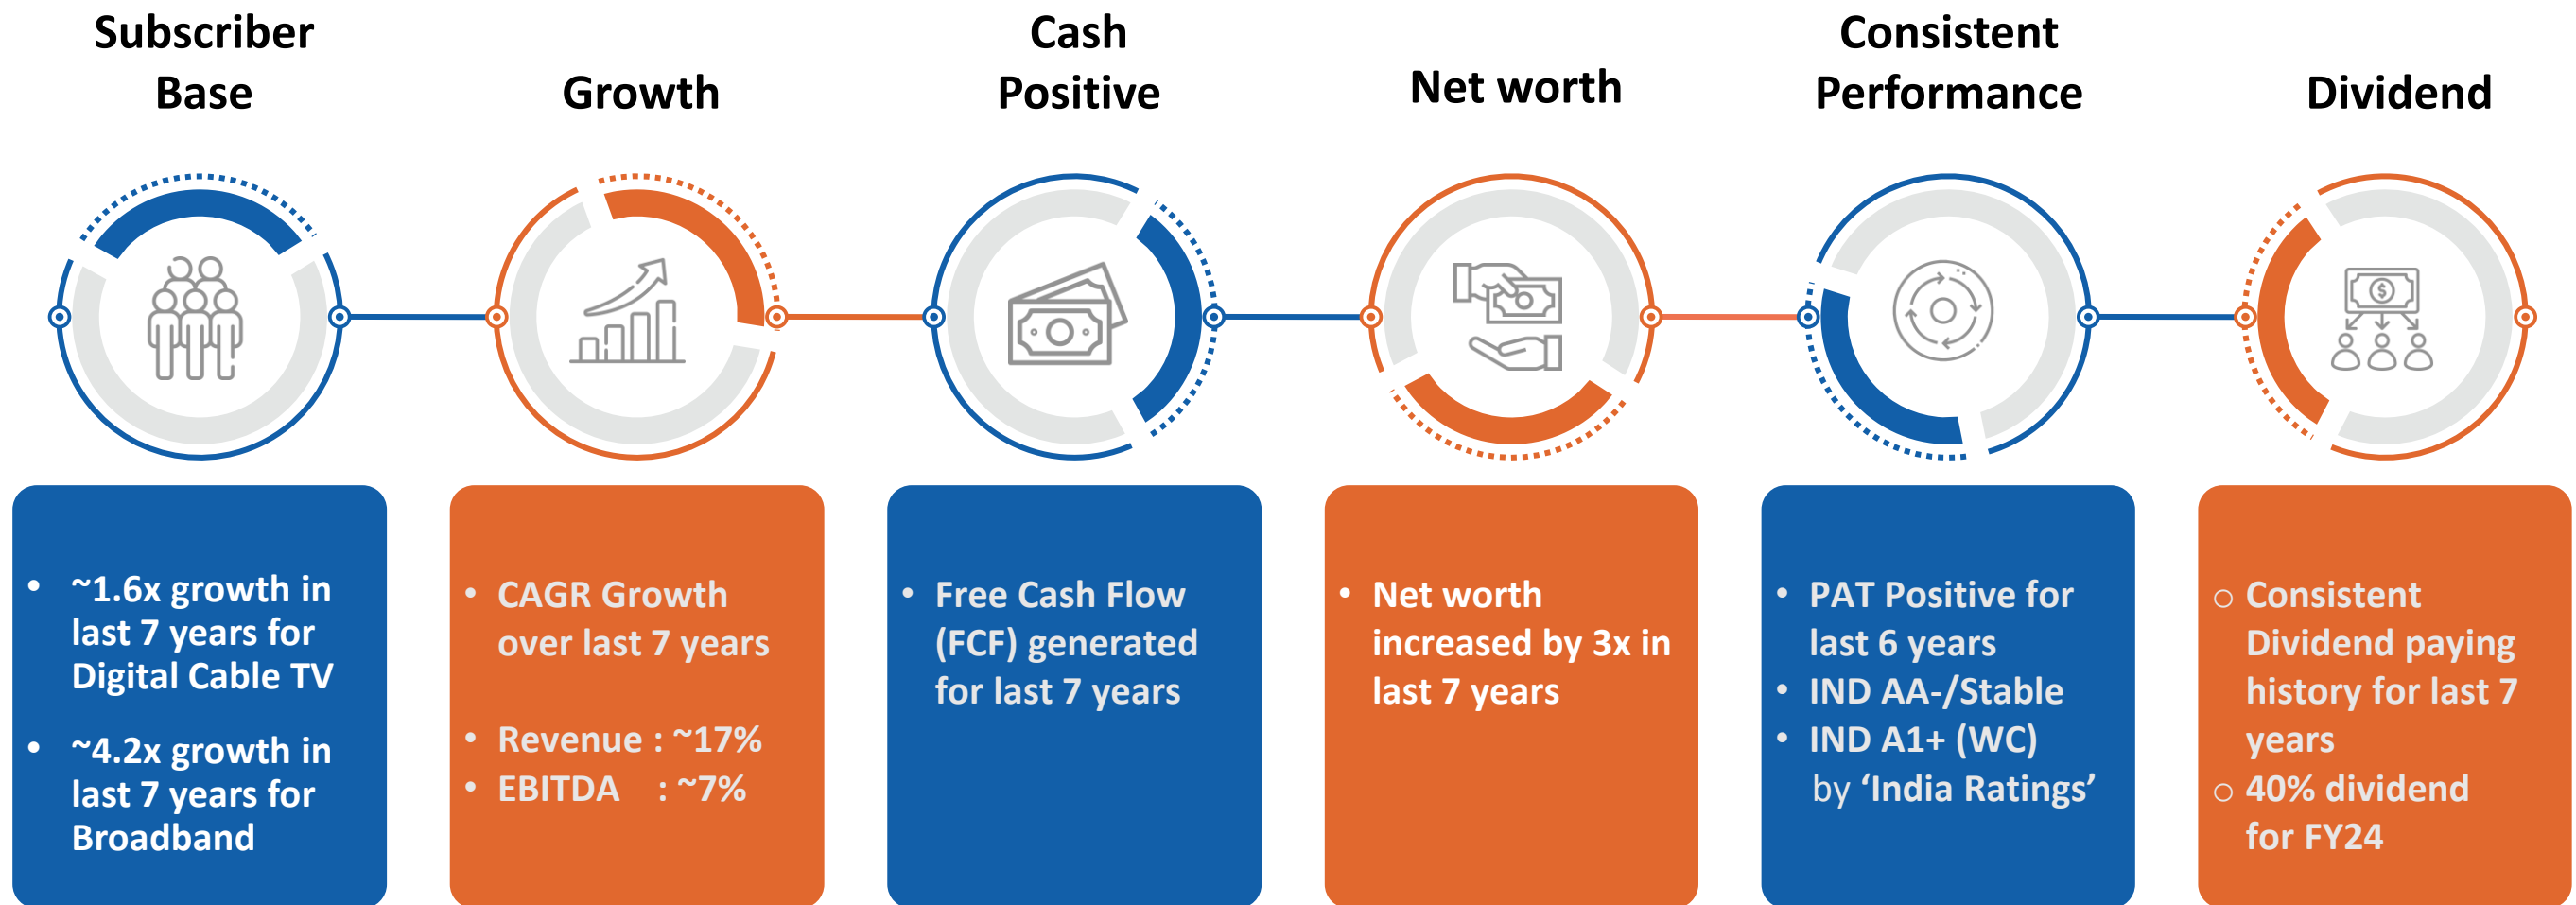 Subscriber
Base
Growth
Cash
Positive
Net worth
Consistent
Performance
Dividend
• ~1.6x growth in
last 7 years for
Digital Cable TV
• ~4.2x growth in
last 7 years for
Broadband
• CAGR Growth
over last 7 years
• Revenue : ~17%
• EBITDA : ~7%
• Free Cash Flow
(FCF) generated
for last 7 years
• Net worth
increased by 3x in
last 7 years
• PAT Positive for
last 6 years
• IND AA-/Stable
• IND A1+ (WC)
by ‘India Ratings’
o Consistent
Dividend paying
history for last 7
years
o 40% dividend
for FY24